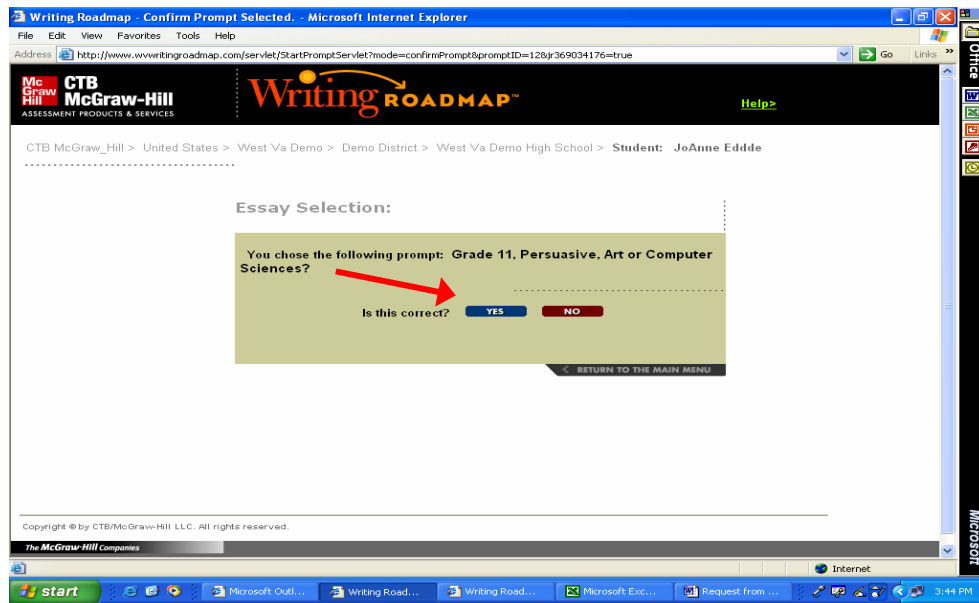 Writing Roadmap - Confirm Prompt Selected. - Microsoft Internet Explorer
File Edit View Favorites Tools Help
Address http://www.wvwritingroadmap.com/servlet/StartPromptServlet?mode=confirmPrompt&promptID=128jr369034176=true Go Links »
Mc Graw Hill CTB McGraw-Hill
ASSESSMENT PRODUCTS & SERVICES
Writing ROADMAP™
Help>
CTB McGraw_Hill > United States > West Va Demo > Demo District > West Va Demo High School > Student: JoAnne Eddde
Essay Selection:
You chose the following prompt: Grade 11, Persuasive, Art or Computer
Sciences?
Is this correct? YES NO
< RETURN TO THE MAIN MENU
Copyright © by CTB/McGraw-Hill LLC. All rights reserved.
The McGraw-Hill Companies
Internet
start Microsoft Outl... Writing Road... Writing Road... Microsoft Exc... Request from ... 3:44 PM
Office
Microsoft